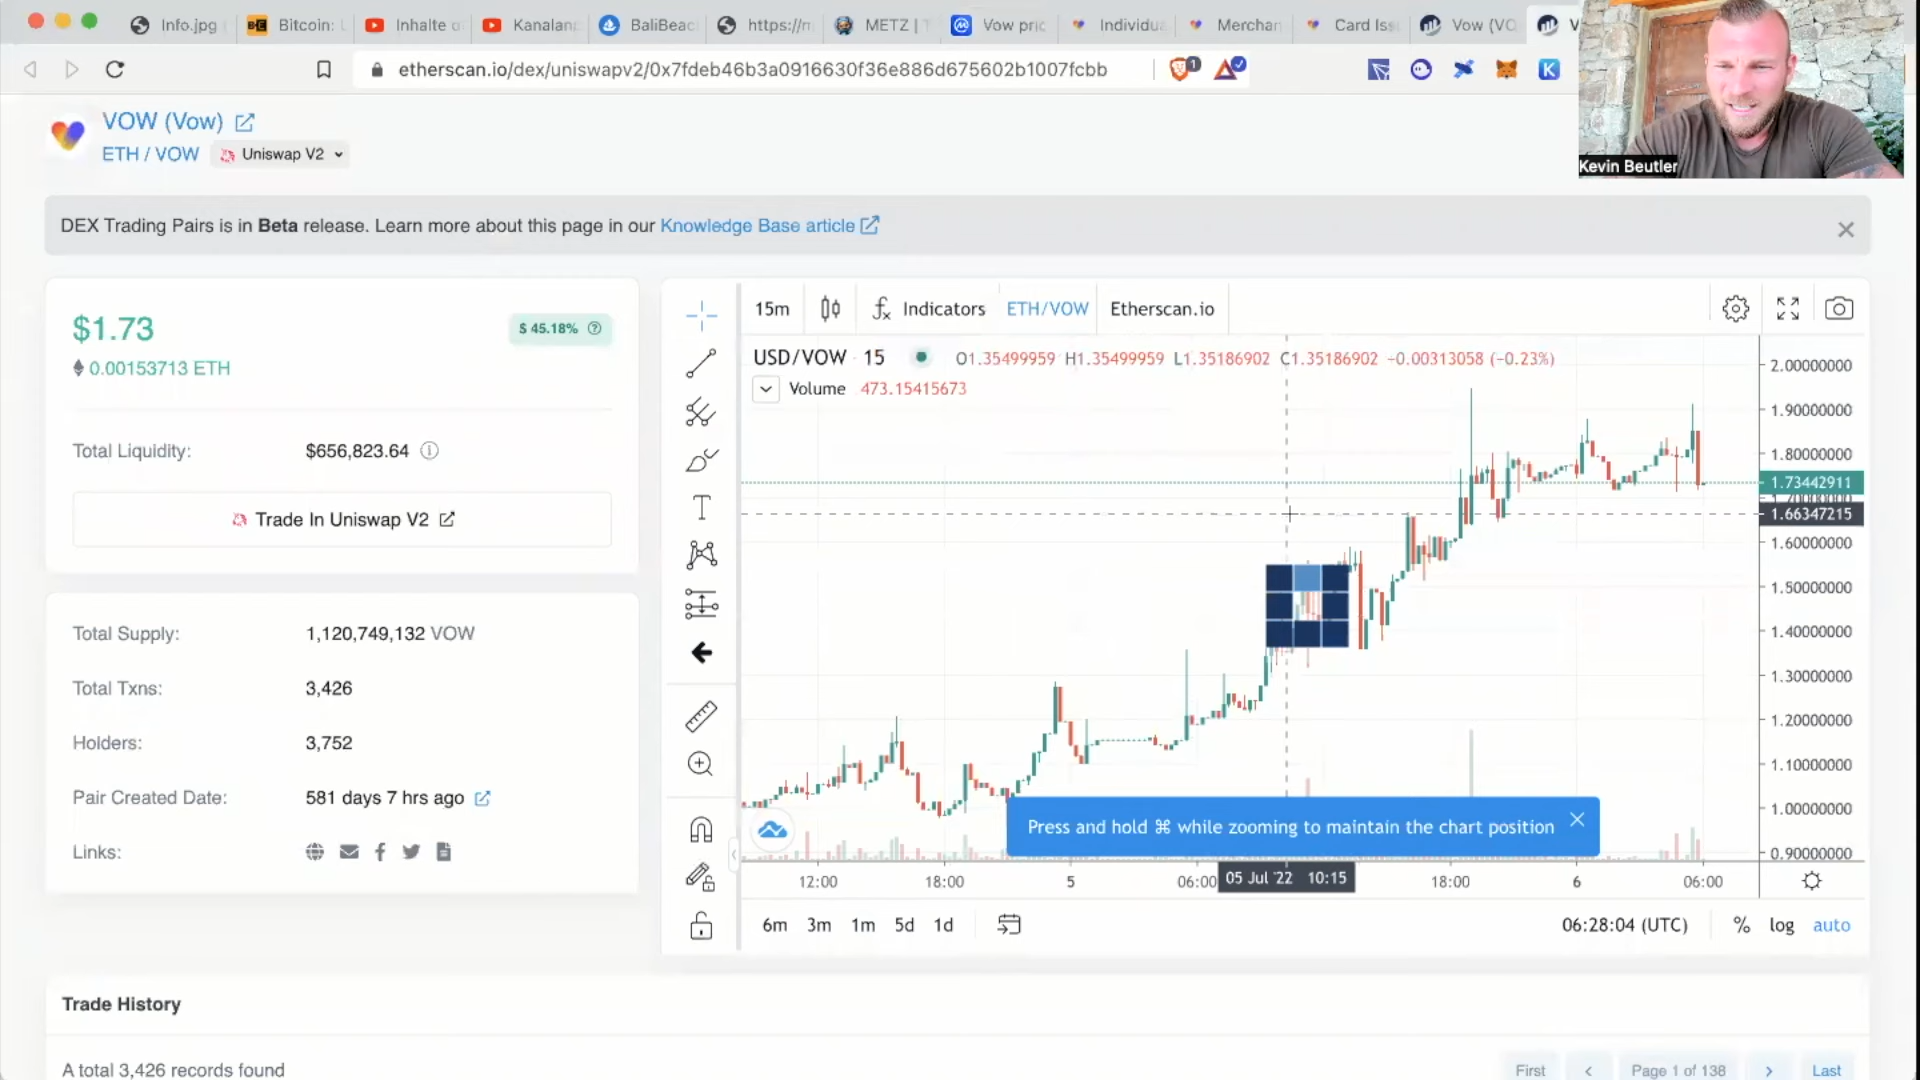 Info.jpg
Bitcoin:
Inhalte
Kanalan
BaliBeac
https://m
METZ | T
Vow pric
Individua
Merchan
Card Iss
Vow (VO
etherscan.io/dex/uniswapv2/0x7fdeb46b3a0916630f36e886d675602b1007fcbb
1
K
Kevin Beutler
VOW (Vow)
ETH / VOW
Uniswap V2
DEX Trading Pairs is in Beta release. Learn more about this page in our Knowledge Base article
$1.73
$ 45.18%
0.00153713 ETH
Total Liquidity: $656,823.64
Trade In Uniswap V2
Total Supply: 1,120,749,132 VOW
Total Txns: 3,426
Holders: 3,752
Pair Created Date: 581 days 7 hrs ago
Links:
15m
Indicators
ETH/VOW
Etherscan.io
USD/VOW 15 O1.35499959 H1.35499959 L1.35186902 C1.35186902 −0.00313058 (−0.23%)
Volume 473.15415673
2.00000000
1.90000000
1.80000000
1.73442911
1.66347215
1.60000000
1.50000000
1.40000000
1.30000000
1.20000000
1.10000000
1.00000000
0.90000000
Press and hold ⌘ while zooming to maintain the chart position
12:00 18:00 5 06:00 05 Jul '22 10:15 18:00 6 06:00
6m 3m 1m 5d 1d
06:28:04 (UTC) % log auto
Trade History
A total 3,426 records found
First
Page 1 of 138
Last